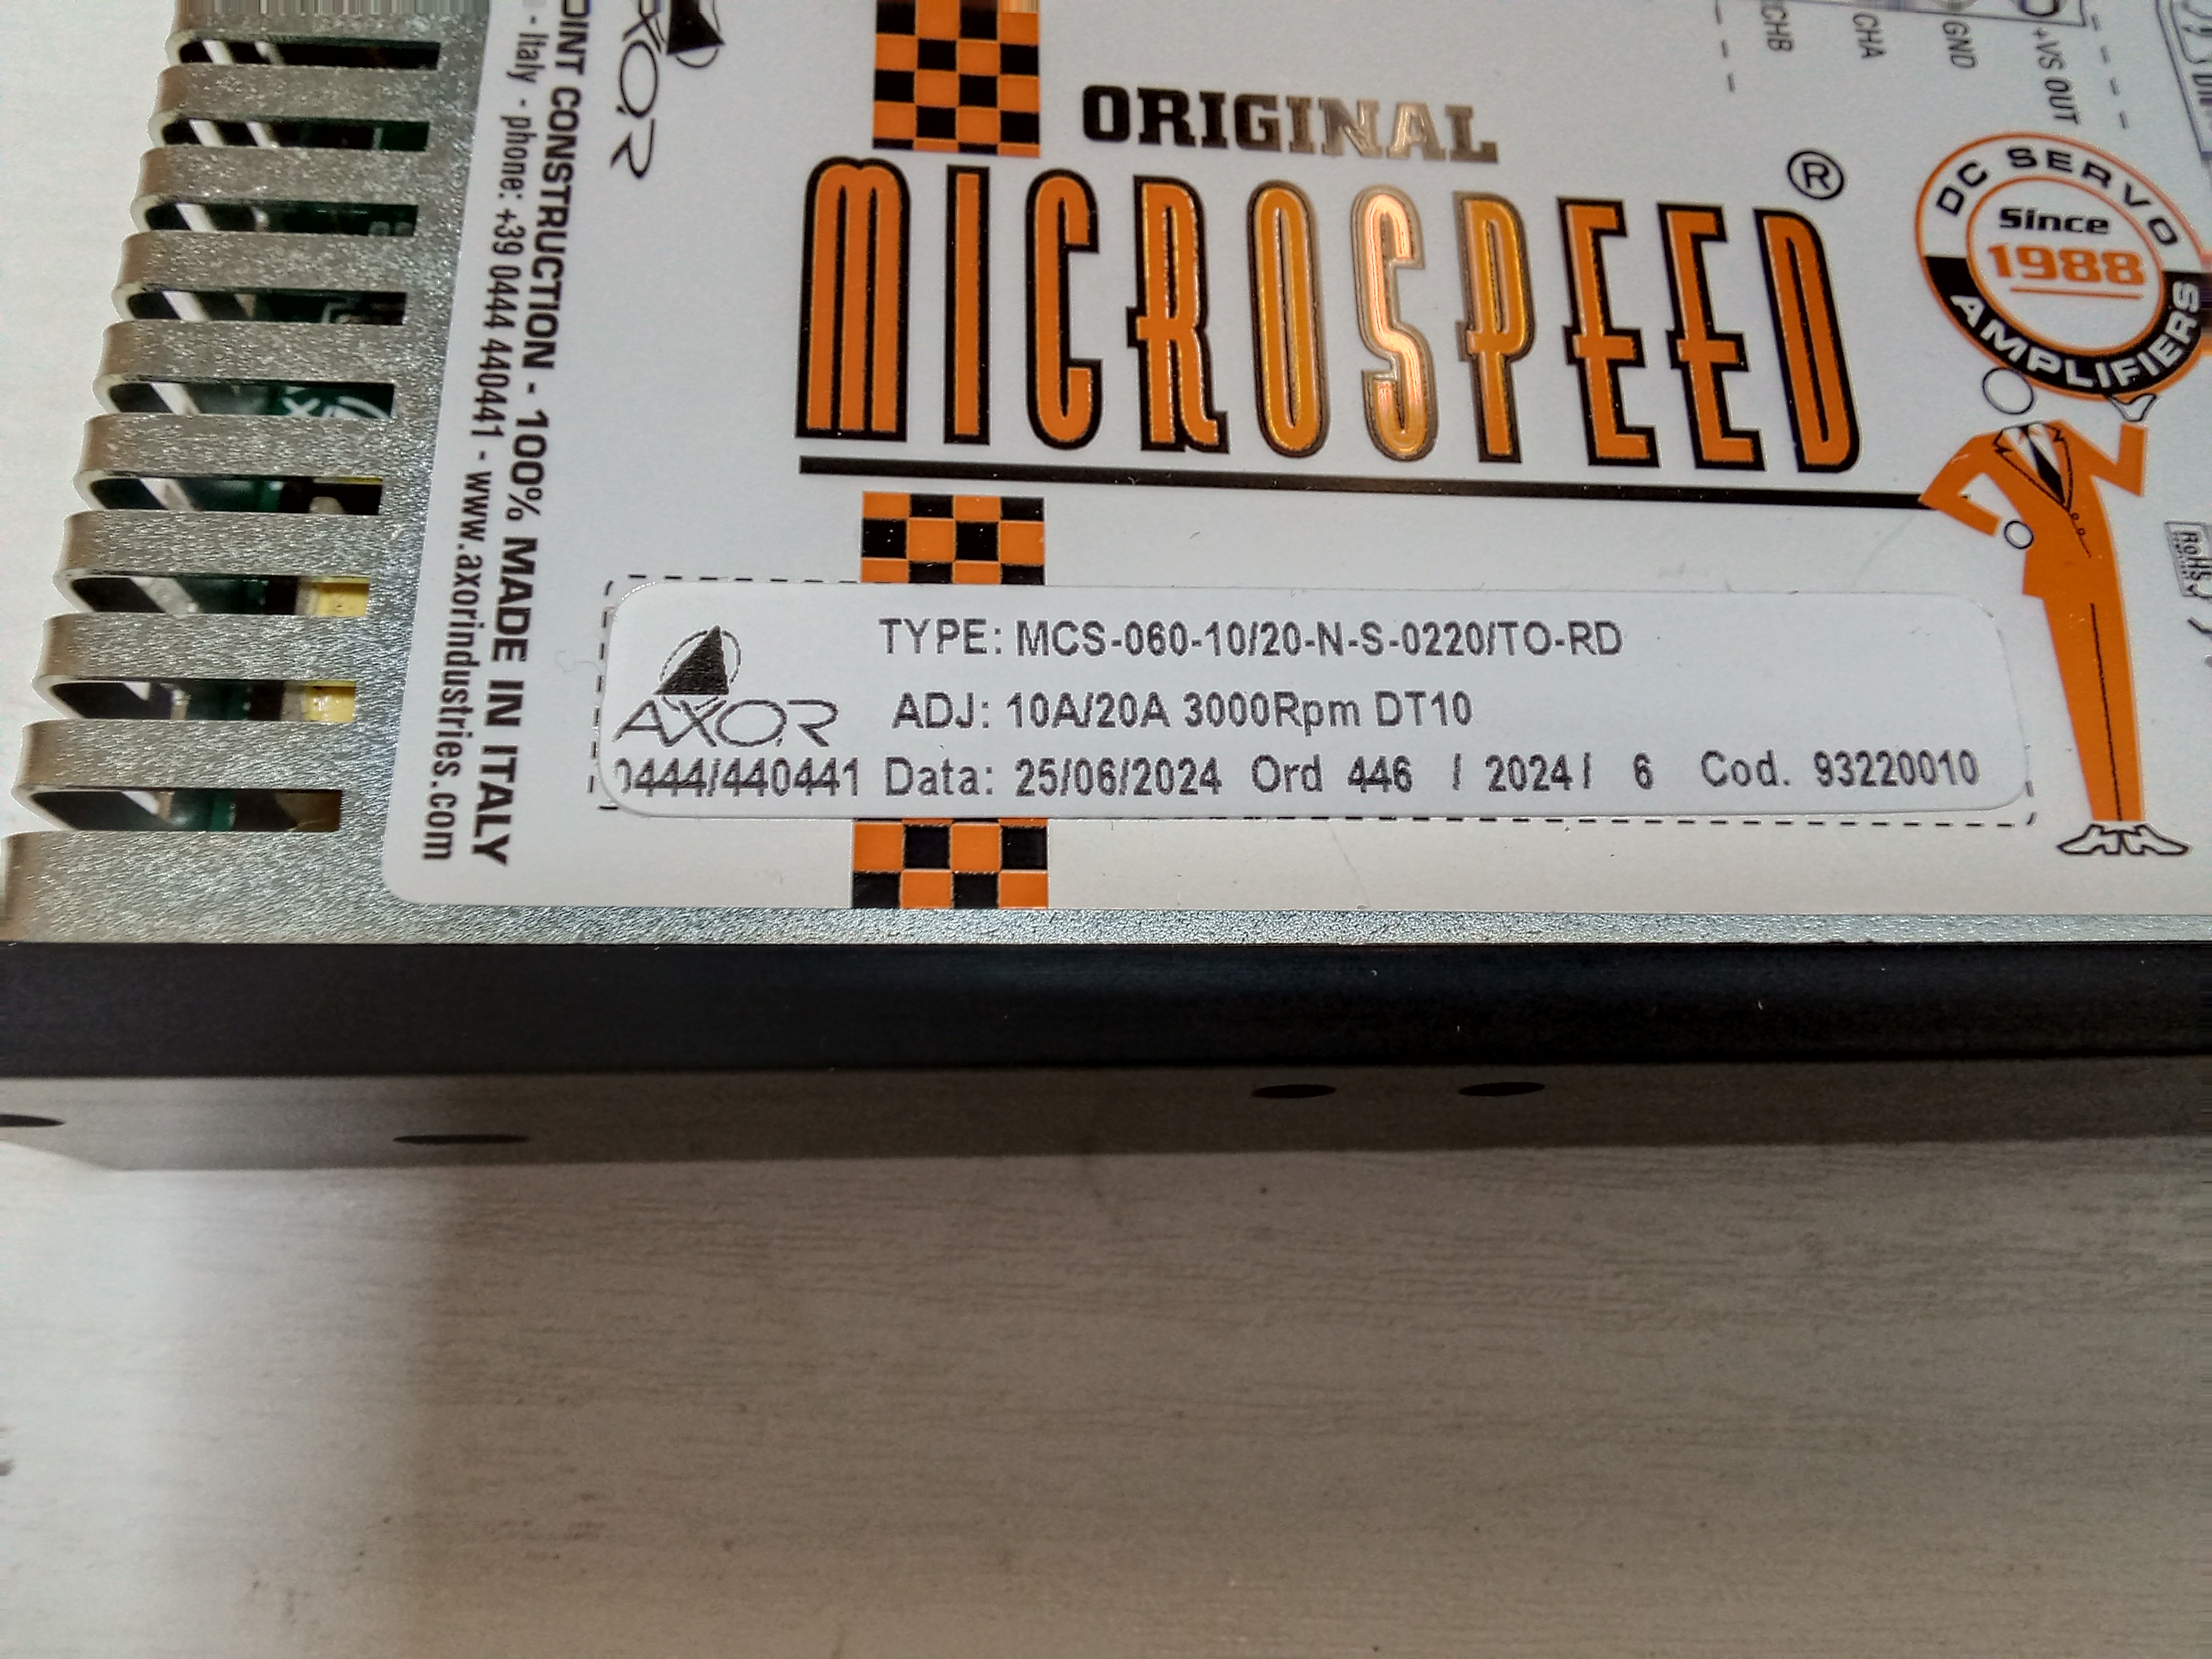 CHB
CHA
GND
+VS OUT
ORIGINAL
MICROSPEED®
DC SERVO
Since
1988
AMPLIFIERS
RoHS
AXOR
JOINT CONSTRUCTION - 100% MADE IN ITALY
- Italy - phone: +39 0444 440441 - www.axorindustries.com
TYPE: MCS-060-10/20-N-S-0220/TO-RD
AXOR
ADJ: 10A/20A 3000Rpm DT10
0444/440441 Data: 25/06/2024 Ord 446 / 2024 / 6 Cod. 93220010